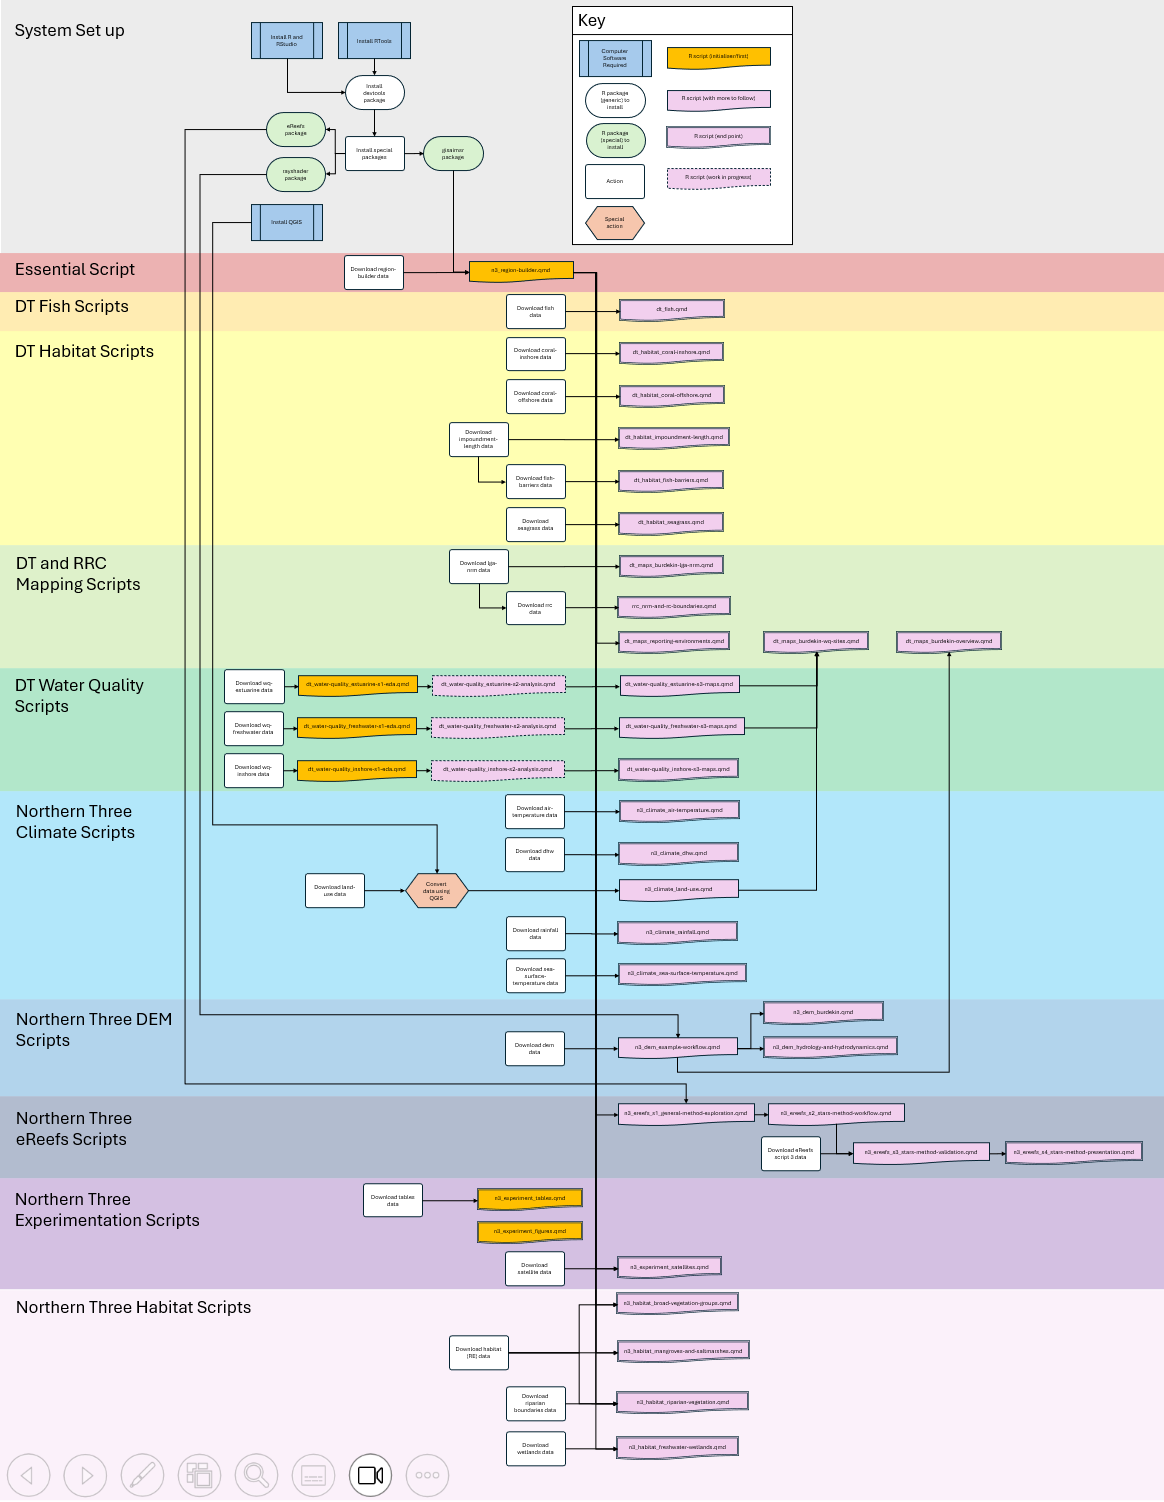 System Set up
Install R and
RStudio
Install RTools
Install
devtools
package
eReefs
package
Install special
packages
gisaimsr
package
rayshader
package
Install QGIS
Key
Computer
Software
Required
R script (initialiser/first)
R package
(generic) to
install
R script (with more to follow)
R package
(special) to
install
R script (end point)
Action
R script (work in progress)
Special
action
Essential Script
Download region-
builder data
n3_region-builder.qmd
DT Fish Scripts
Download fish
data
dt_fish.qmd
DT Habitat Scripts
Download coral-
inshore data
dt_habitat_coral-inshore.qmd
Download coral-
offshore data
dt_habitat_coral-offshore.qmd
Download
impoundment-
length data
dt_habitat_impoundment-length.qmd
Download fish-
barriers data
dt_habitat_fish-barriers.qmd
Download
seagrass data
dt_habitat_seagrass.qmd
DT and RRC
Mapping Scripts
Download lga-
nrm data
dt_maps_burdekin-lga-nrm.qmd
Download rrc
data
rrc_nrm-and-rc-boundaries.qmd
dt_maps_reporting-environments.qmd
dt_maps_burdekin-wq-sites.qmd
dt_maps_burdekin-overview.qmd
DT Water Quality
Scripts
Download wq-
estuarine data
dt_water-quality_estuarine-s1-eda.qmd
dt_water-quality_estuarine-s2-analysis.qmd
dt_water-quality_estuarine-s3-maps.qmd
Download wq-
freshwater data
dt_water-quality_freshwater-s1-eda.qmd
dt_water-quality_freshwater-s2-analysis.qmd
dt_water-quality_freshwater-s3-maps.qmd
Download wq-
inshore data
dt_water-quality_inshore-s1-eda.qmd
dt_water-quality_inshore-s2-analysis.qmd
dt_water-quality_inshore-s3-maps.qmd
Northern Three
Climate Scripts
Download air-
temperature data
n3_climate_air-temperature.qmd
Download dhw
data
n3_climate_dhw.qmd
Download land-
use data
Convert
data using
QGIS
n3_climate_land-use.qmd
Download rainfall
data
n3_climate_rainfall.qmd
Download sea-
surface-
temperature data
n3_climate_sea-surface-temperature.qmd
Northern Three DEM
Scripts
n3_dem_burdekin.qmd
Download dem
data
n3_dem_example-workflow.qmd
n3_dem_hydrology-and-hydrodynamics.qmd
Northern Three
eReefs Scripts
n3_ereefs_s1_general-method-exploration.qmd
n3_ereefs_s2_stars-method-workflow.qmd
Download eReefs
script 3 data
n3_ereefs_s3_stars-method-validation.qmd
n3_ereefs_s4_stars-method-presentation.qmd
Northern Three
Experimentation Scripts
Download tables
data
n3_experiment_tables.qmd
n3_experiment_figures.qmd
Download
satellite data
n3_experiment_satellites.qmd
Northern Three Habitat Scripts
n3_habitat_broad-vegetation-groups.qmd
Download habitat
(RE) data
n3_habitat_mangroves-and-saltmarshes.qmd
Download
riparian
boundaries data
n3_habitat_riparian-vegetation.qmd
Download
wetlands data
n3_habitat_freshwater-wetlands.qmd